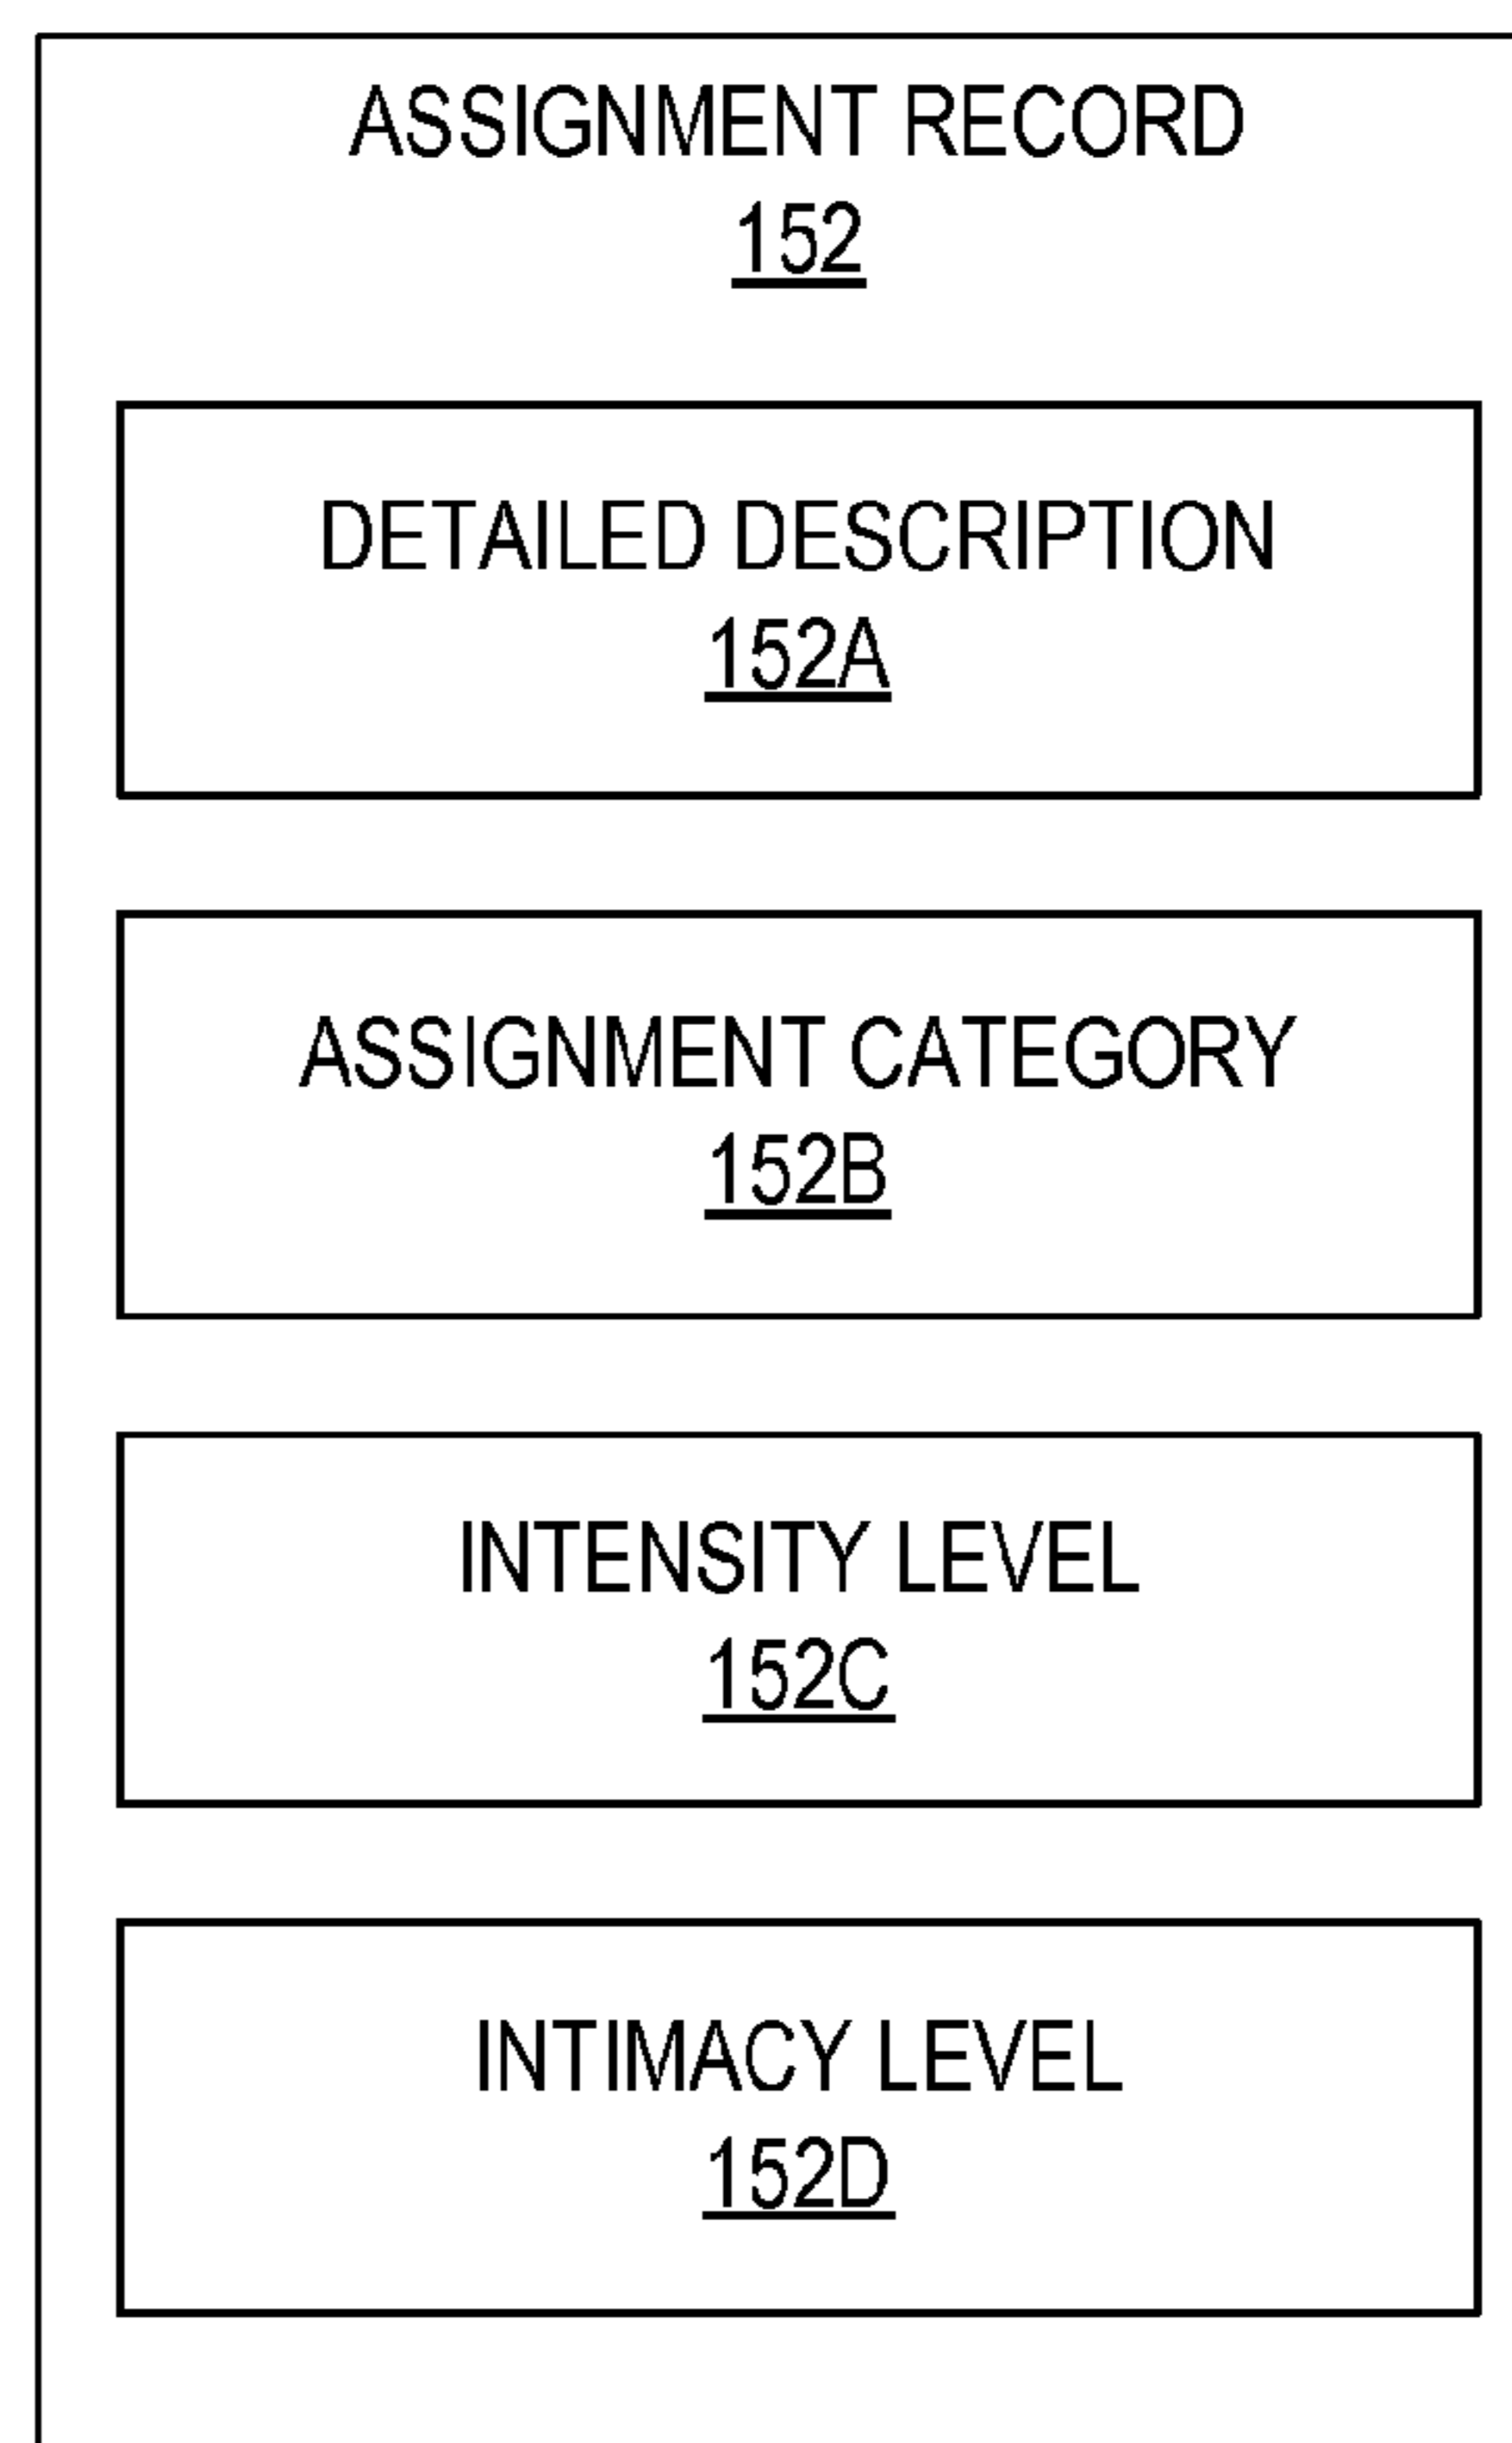 ASSIGNMENT RECORD
152
DETAILED DESCRIPTION
152A
ASSIGNMENT CATEGORY
152B
INTENSITY LEVEL
152C
INTIMACY LEVEL
152D